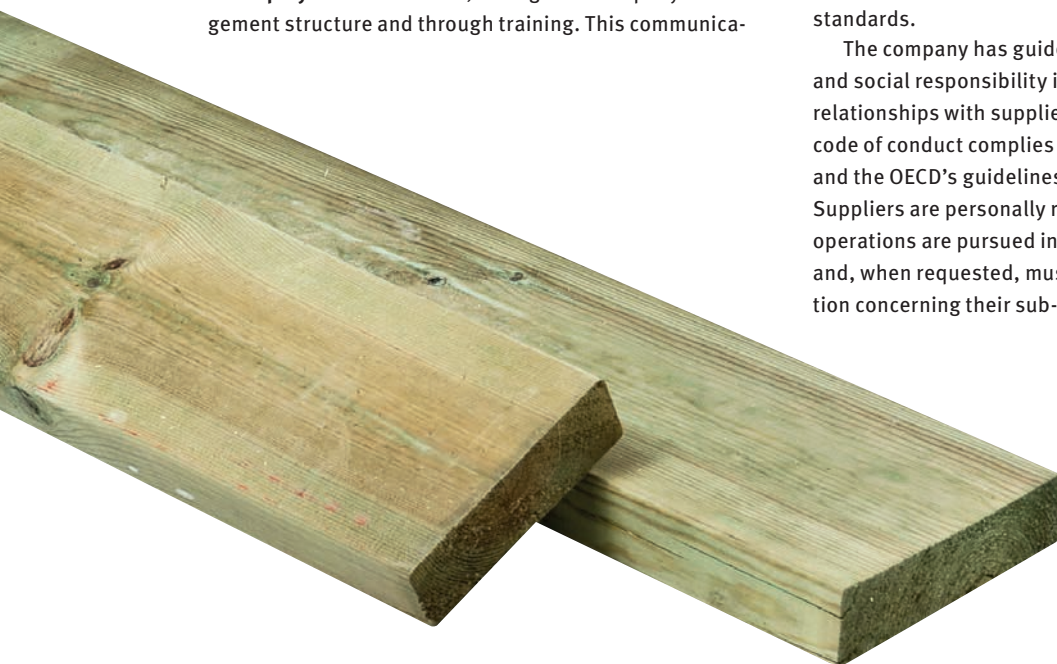 gement structure and through training. This communica-
standards.
The company has guide
and social responsibility i
relationships with supplie
code of conduct complies
and the OECD's guidelines
Suppliers are personally r
operations are pursued in
and, when requested, mus
tion concerning their sub-